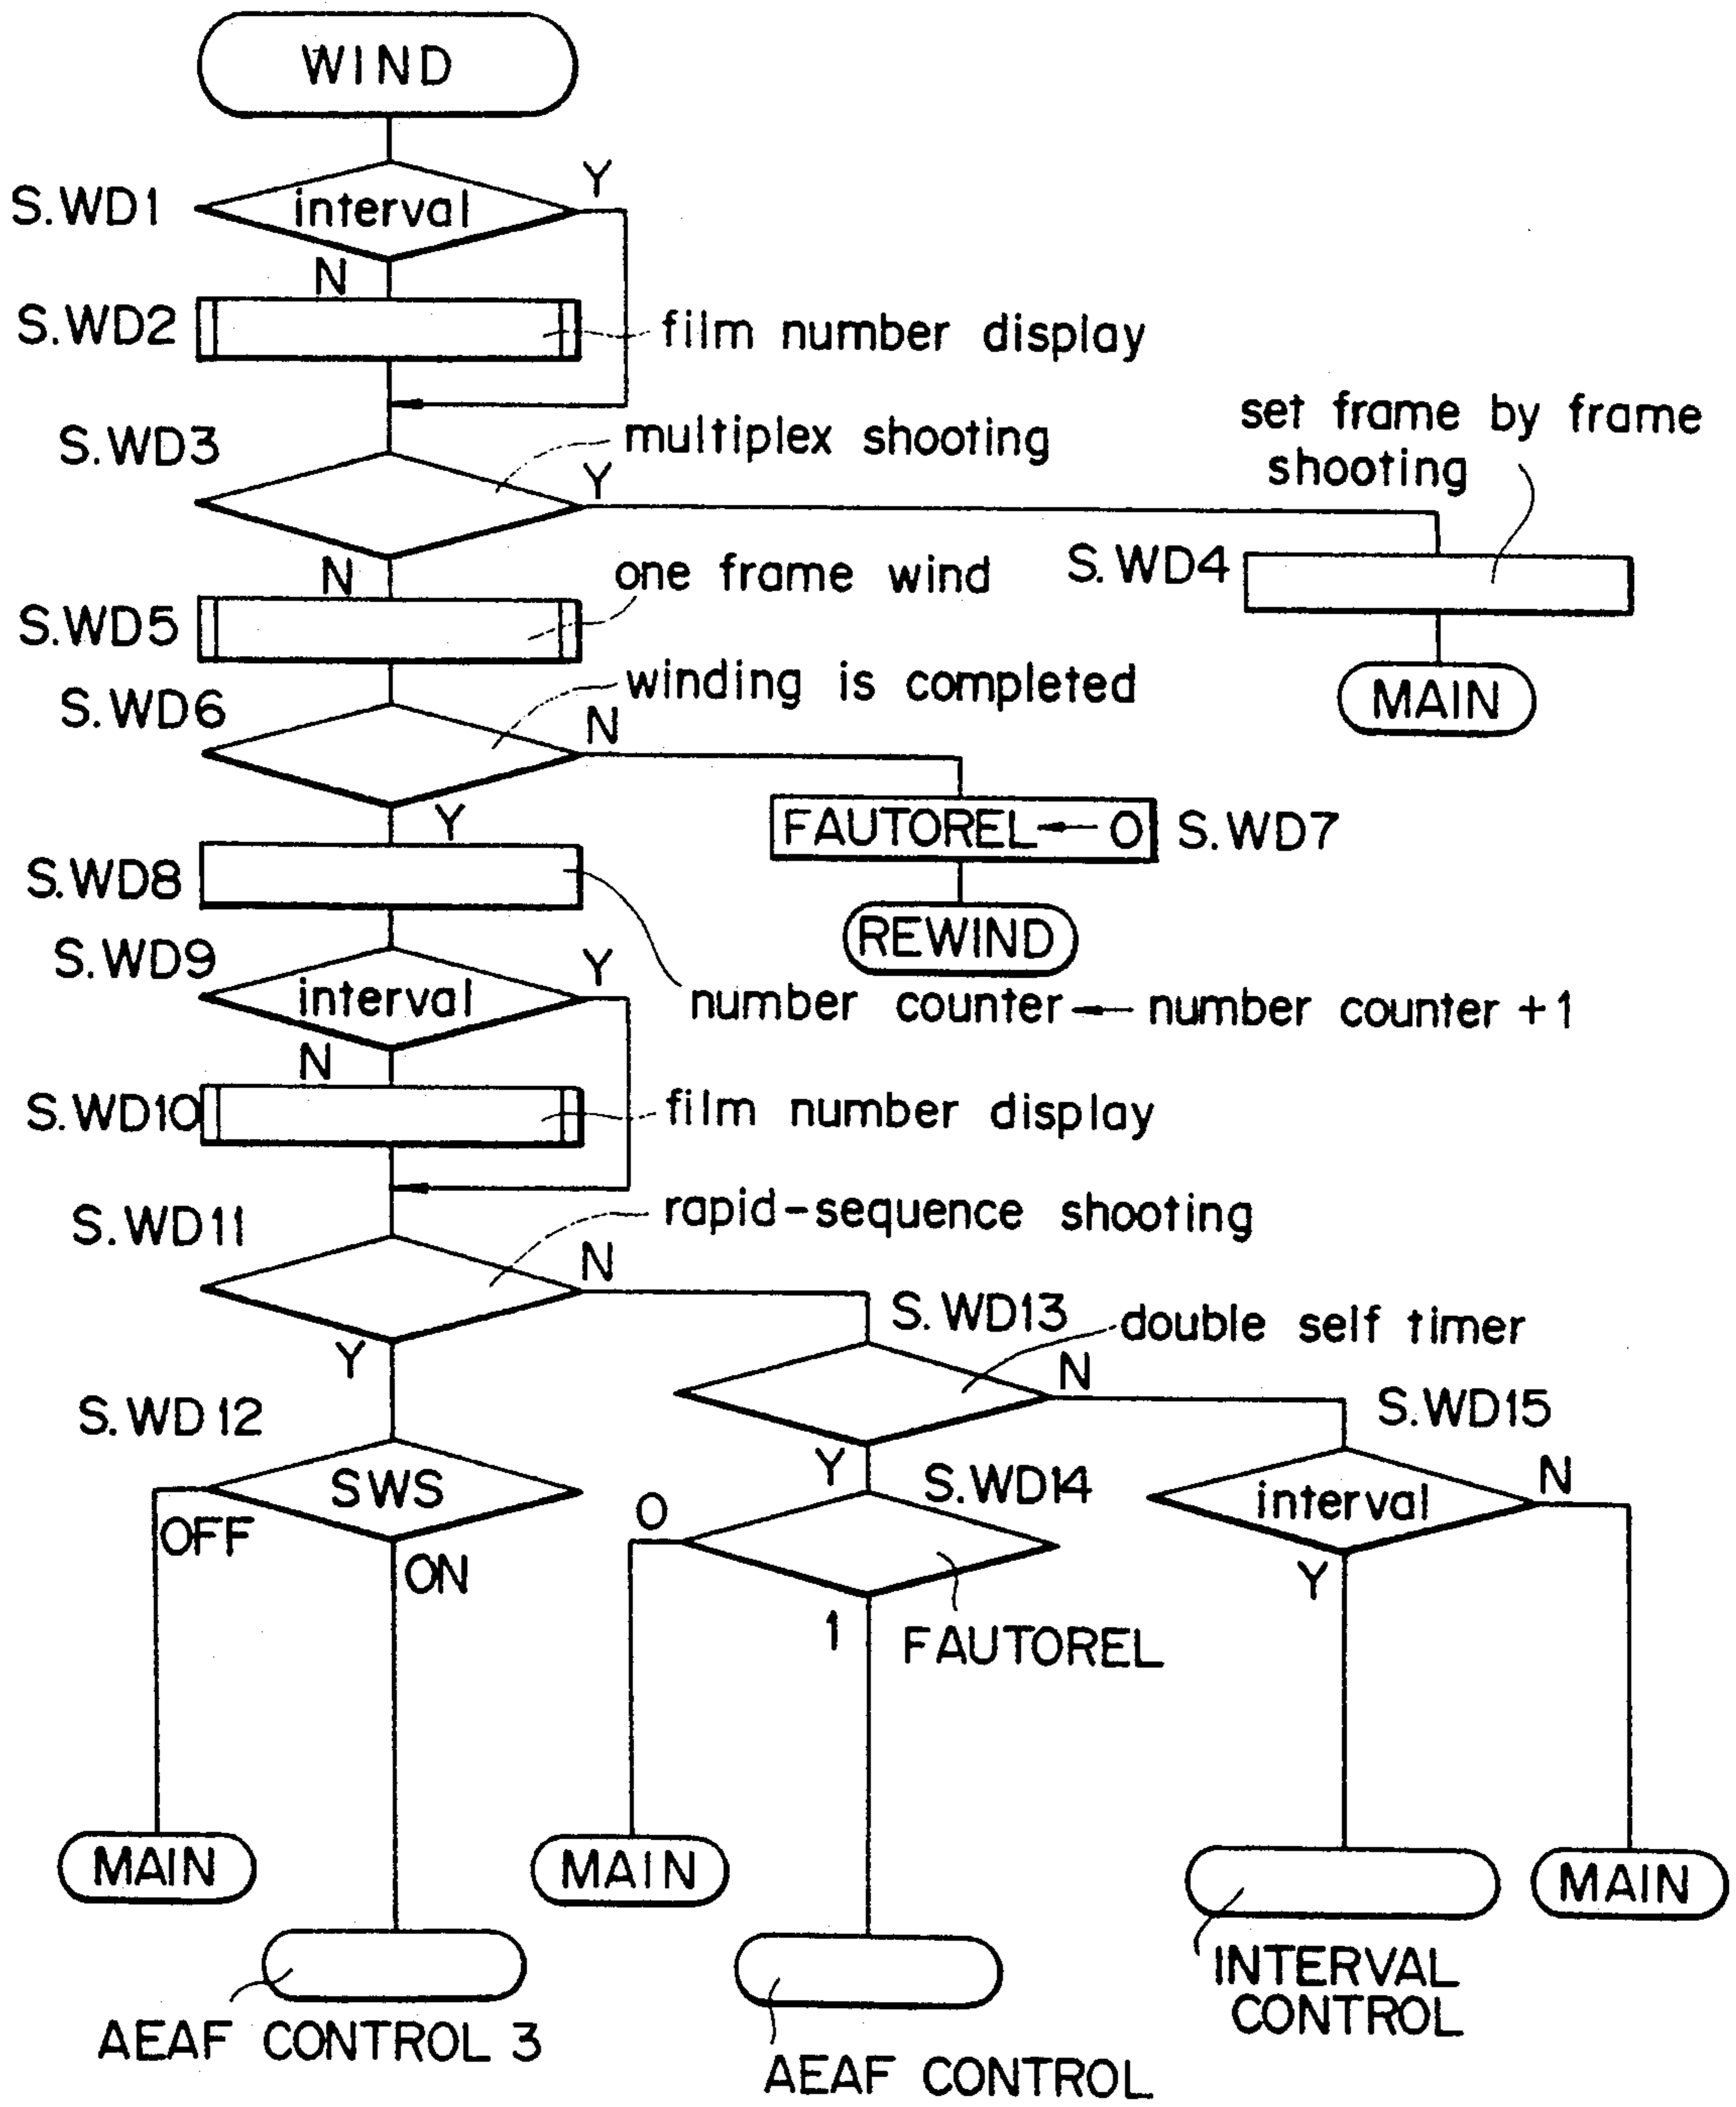 WIND
S.WD1
interval
Y
N
S.WD2
film number display
S.WD3
multiplex shooting
Y
set frame by frame
shooting
N
one frame wind
S.WD4
S.WD5
winding is completed
MAIN
S.WD6
N
Y
FAUTOREL ← 0
S.WD7
S.WD8
REWIND
S.WD9
Y
interval
number counter ← number counter +1
N
S.WD10
film number display
rapid-sequence shooting
S.WD11
N
S.WD13
double self timer
Y
N
S.WD12
S.WD15
Y
S.WD14
SWS
0
interval
N
OFF
ON
Y
1
FAUTOREL
MAIN
MAIN
MAIN
INTERVAL
CONTROL
AEAF CONTROL 3
AEAF CONTROL